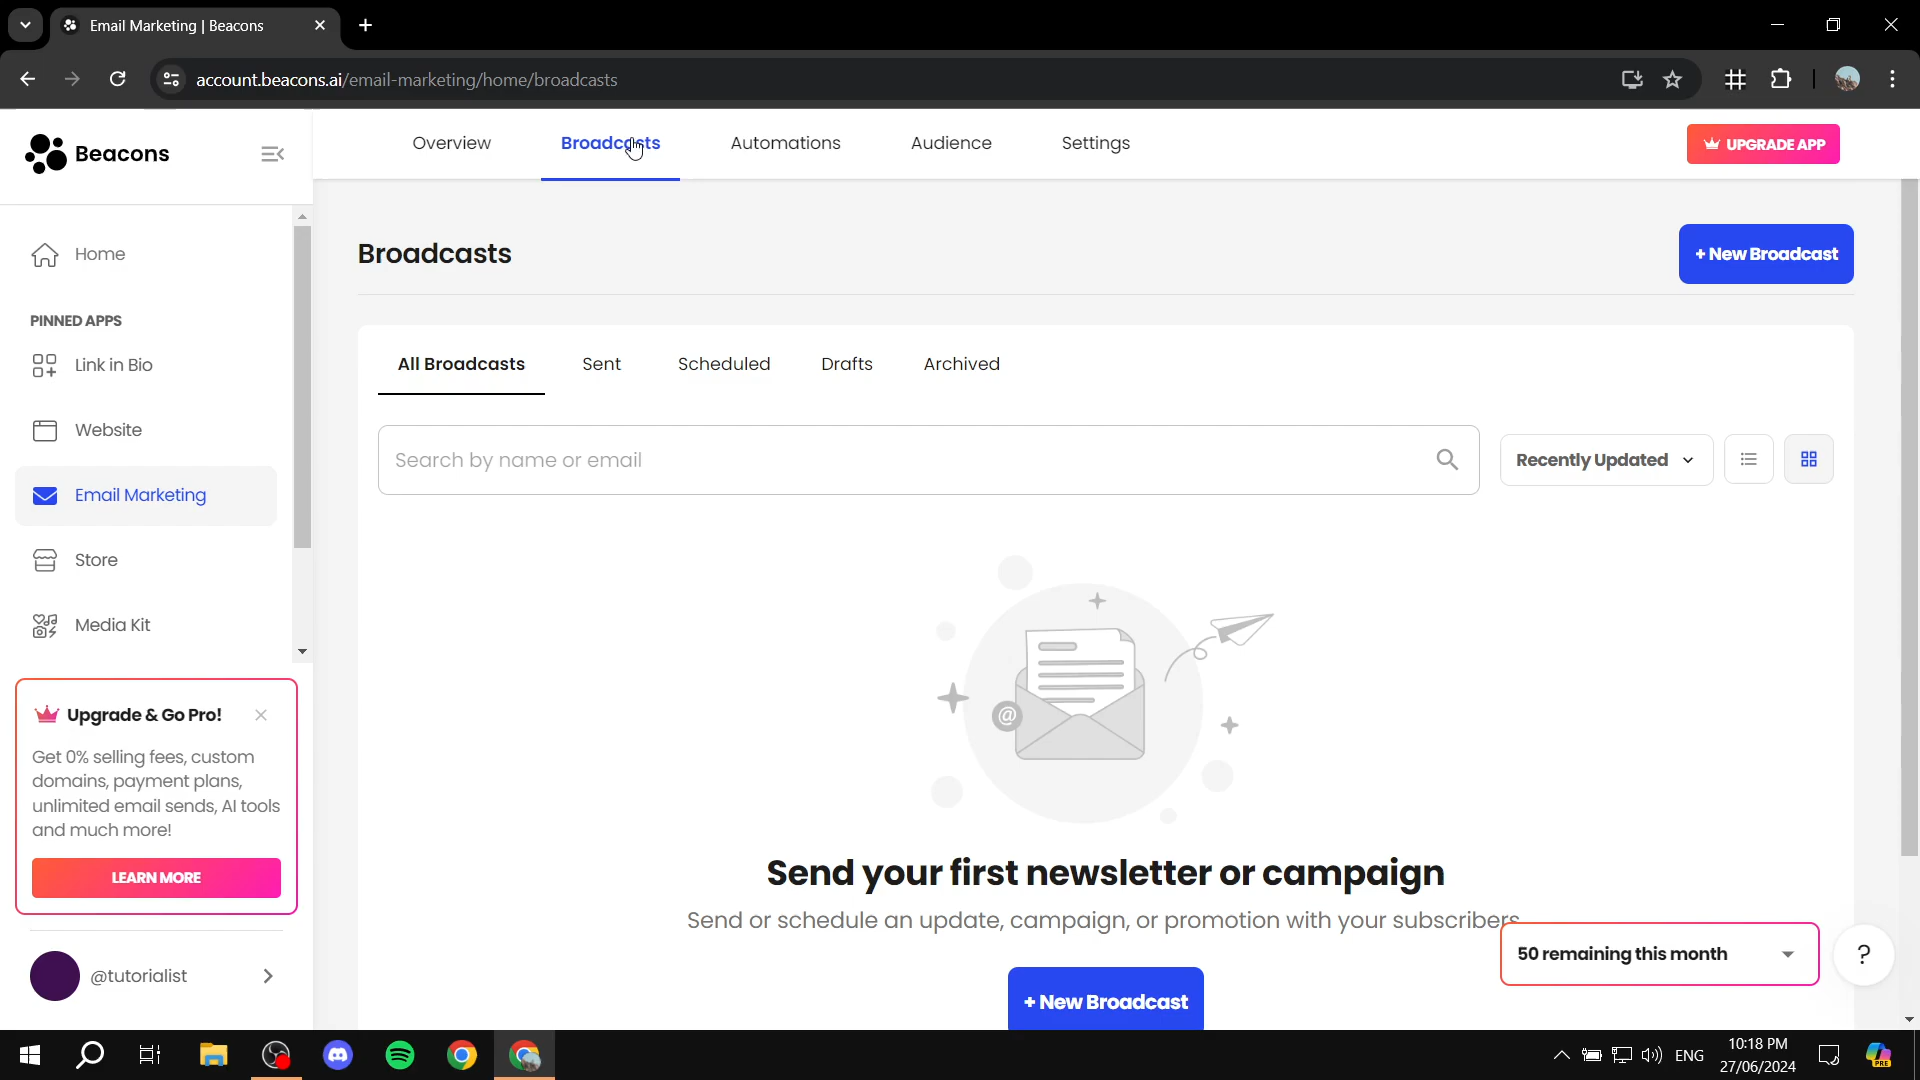 Email Marketing | Beacons
account.beacons.ai/email-marketing/home/broadcasts
Beacons
Overview
Broadcasts
Automations
Audience
Settings
UPGRADE APP
Home
PINNED APPS
Link in Bio
Website
Email Marketing
Store
Media Kit
Upgrade & Go Pro!
Get 0% selling fees, custom
domains, payment plans,
unlimited email sends, AI tools
and much more!
LEARN MORE
@tutorialist
Broadcasts
+ New Broadcast
All Broadcasts
Sent
Scheduled
Drafts
Archived
Search by name or email
Recently Updated
@
Send your first newsletter or campaign
Send or schedule an update, campaign, or promotion with your subscribers
+ New Broadcast
50 remaining this month
?
ENG
10:18 PM
27/06/2024
PRE